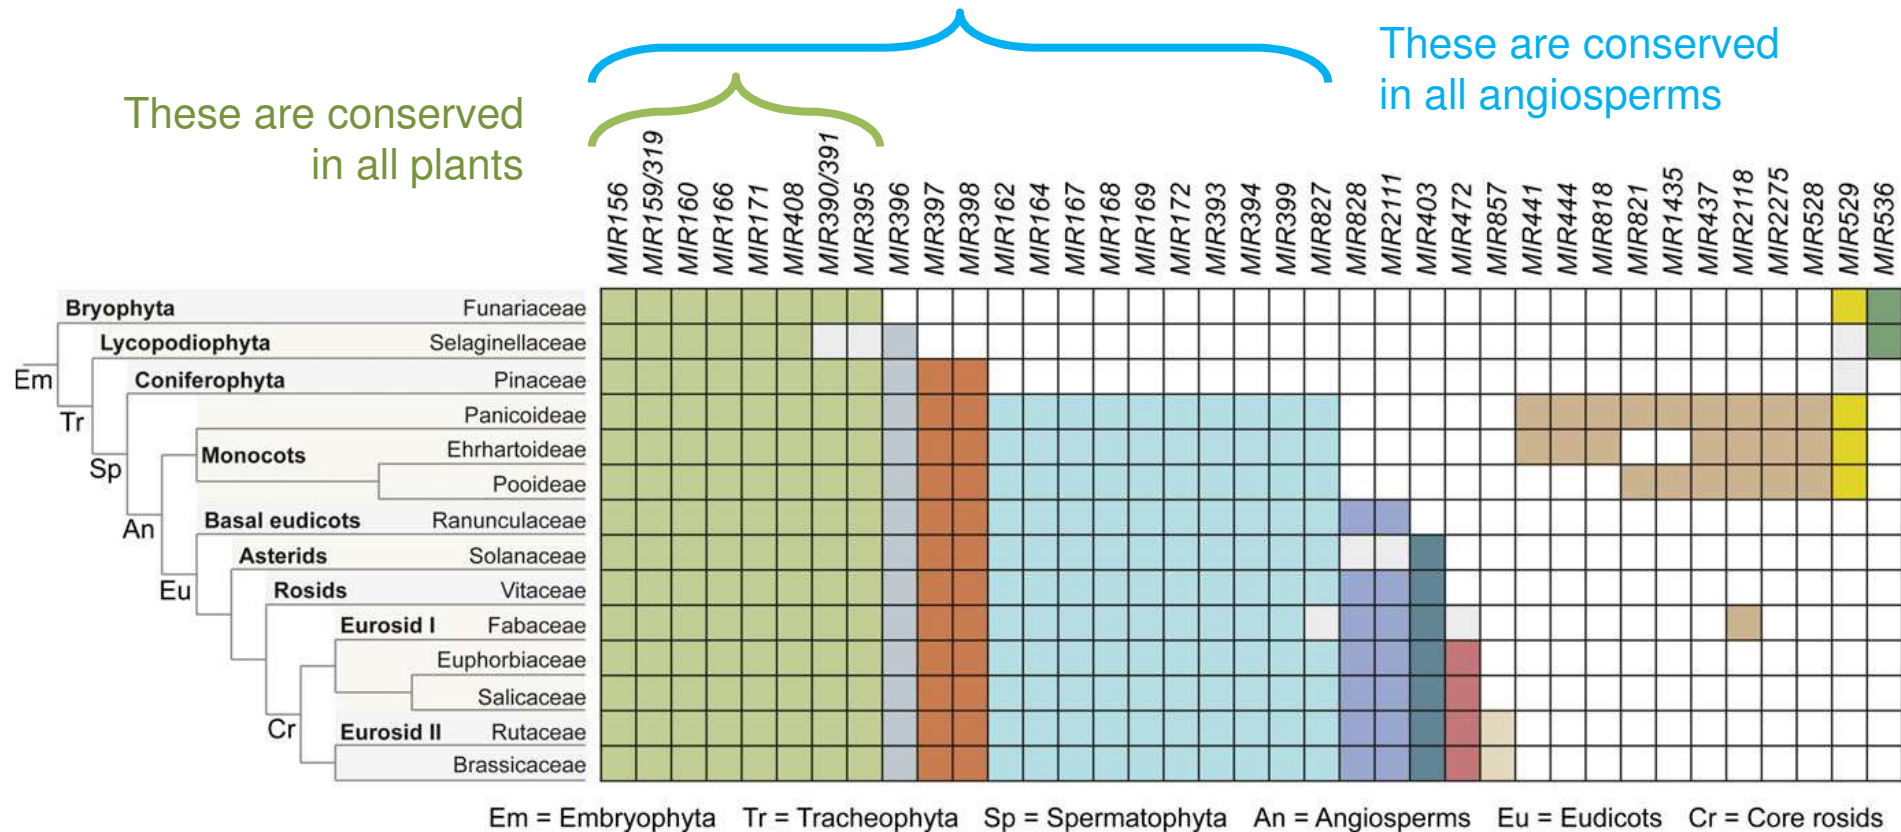 These are conserved
in all angiosperms
These are conserved
in all plants
MIR156
MIR159/319
MIR160
MIR166
MIR171
MIR408
MIR390/391
MIR395
MIR396
MIR397
MIR398
MIR162
MIR164
MIR167
MIR168
MIR169
MIR172
MIR393
MIR394
MIR399
MIR827
MIR828
MIR2111
MIR403
MIR472
MIR857
MIR441
MIR444
MIR818
MIR821
MIR1435
MIR437
MIR2118
MIR2275
MIR528
MIR529
MIR536
Bryophyta Funariaceae
Lycopodiophyta Selaginellaceae
Em
Coniferophyta Pinaceae
Tr
Panicoideae
Monocots Ehrhartoideae
Sp
Pooideae
An
Basal eudicots Ranunculaceae
Asterids Solanaceae
Eu
Rosids Vitaceae
Eurosid I Fabaceae
Euphorbiaceae
Salicaceae
Cr
Eurosid II Rutaceae
Brassicaceae
Em = Embryophyta Tr = Tracheophyta Sp = Spermatophyta An = Angiosperms Eu = Eudicots Cr = Core rosids